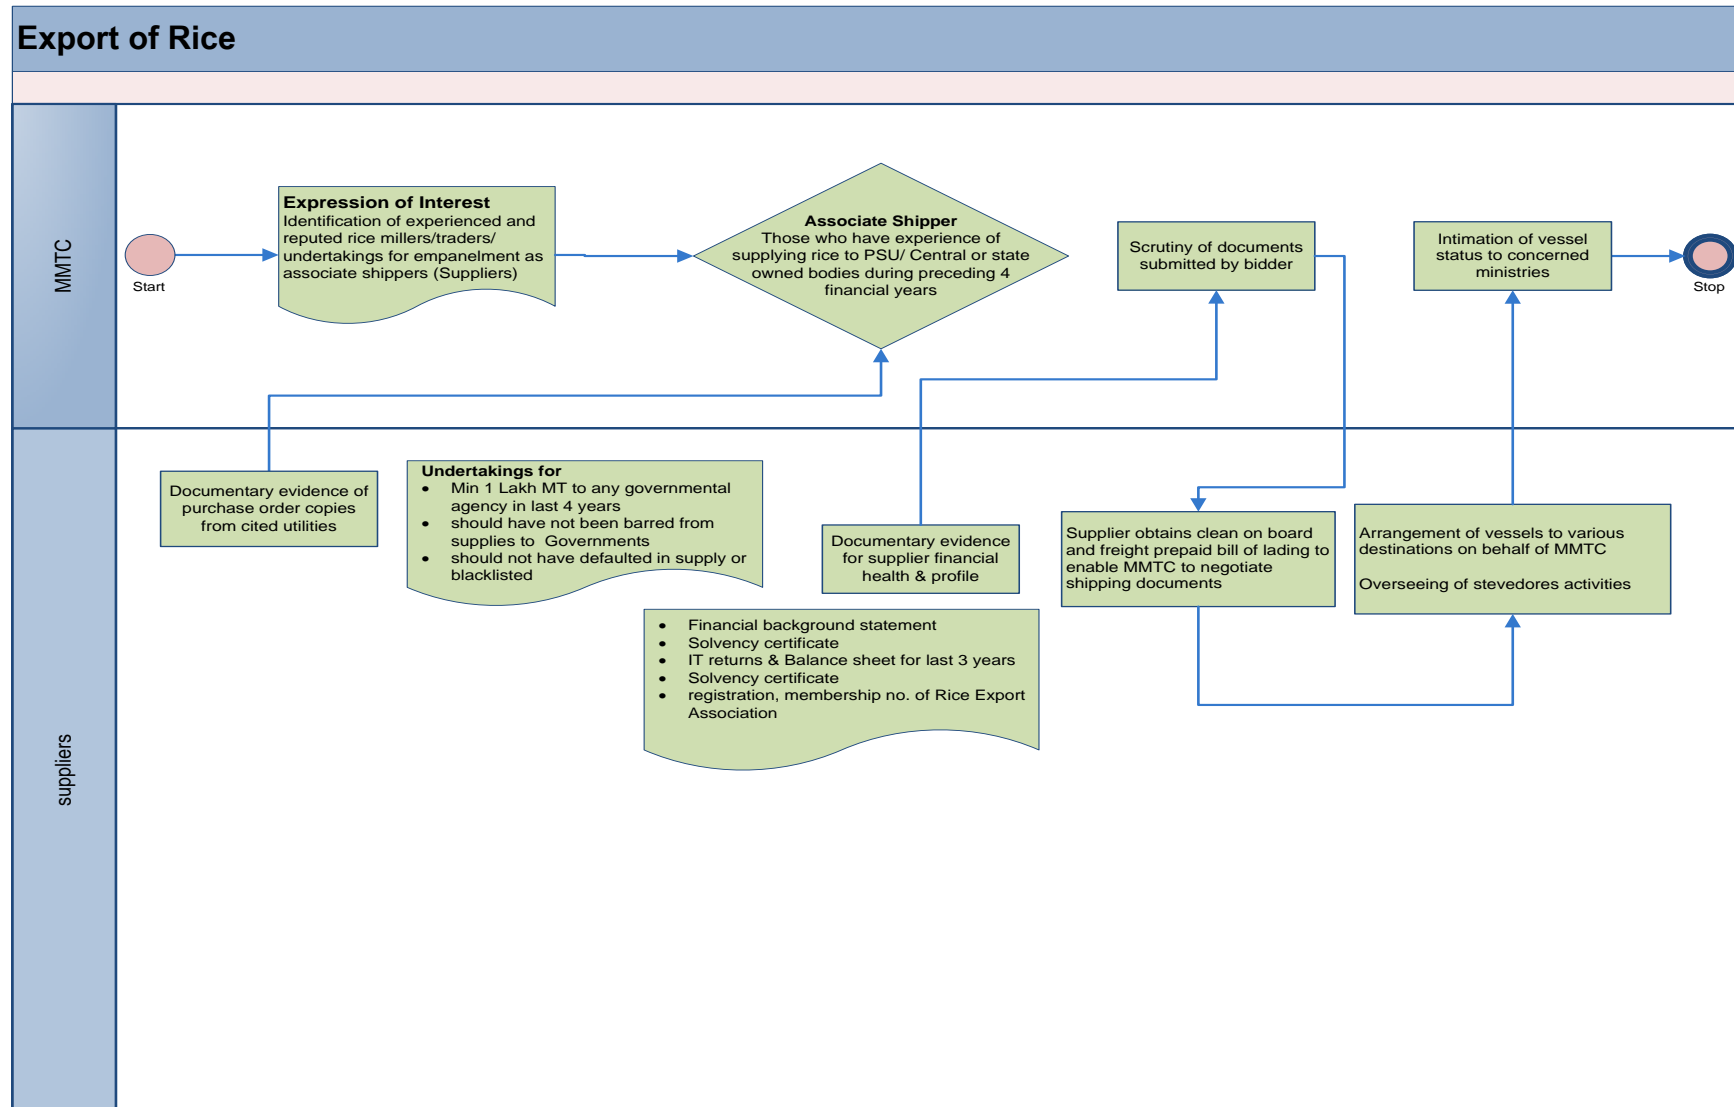 Export of Rice
MMTC
Start
Expression of Interest
Identification of experienced and
reputed rice millers/traders/
undertakings for empanelment as
associate shippers (Suppliers)
Associate Shipper
Those who have experience of
supplying rice to PSU/ Central or state
owned bodies during preceding 4
financial years
Scrutiny of documents
submitted by bidder
Intimation of vessel
status to concerned
ministries
Stop
suppliers
Documentary evidence of
purchase order copies
from cited utilities
Undertakings for
• Min 1 Lakh MT to any governmental
agency in last 4 years
• should have not been barred from
supplies to Governments
• should not have defaulted in supply or
blacklisted
Documentary evidence
for supplier financial
health & profile
Supplier obtains clean on board
and freight prepaid bill of lading to
enable MMTC to negotiate
shipping documents
Arrangement of vessels to various
destinations on behalf of MMTC
Overseeing of stevedores activities
• Financial background statement
• Solvency certificate
• IT returns & Balance sheet for last 3 years
• Solvency certificate
• registration, membership no. of Rice Export
Association